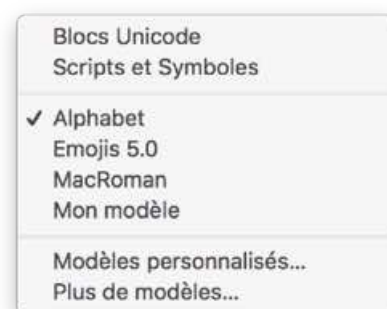 Blocs Unicode
Scripts et Symboles
✓ Alphabet
Emojis 5.0
MacRoman
Mon modèle
Modèles personnalisés...
Plus de modèles...